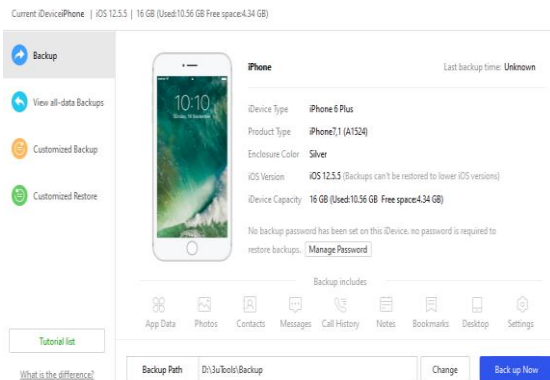 Current iDeviceiPhone | iOS 12.5.5 | 16 GB (Used:10.56 GB Free space:4.34 GB)
Backup
View all-data Backups
Customized Backup
Customized Restore
Tutorial list
What is the difference?
10:10
Sunday, 14 November
iPhone
Last backup time: Unknown
iDevice Type iPhone 6 Plus
Product Type iPhone7,1 (A1524)
Enclosure Color Silver
iOS Version iOS 12.5.5 (Backups can't be restored to lower iOS versions)
iDevice Capacity 16 GB (Used:10.56 GB Free space:4.34 GB)
No backup password has been set on this iDevice, no password is required to
restore backups. Manage Password
Backup includes
App Data Photos Contacts Messages Call History Notes Bookmarks Desktop Settings
Backup Path D:\3uTools\Backup Change Back up Now